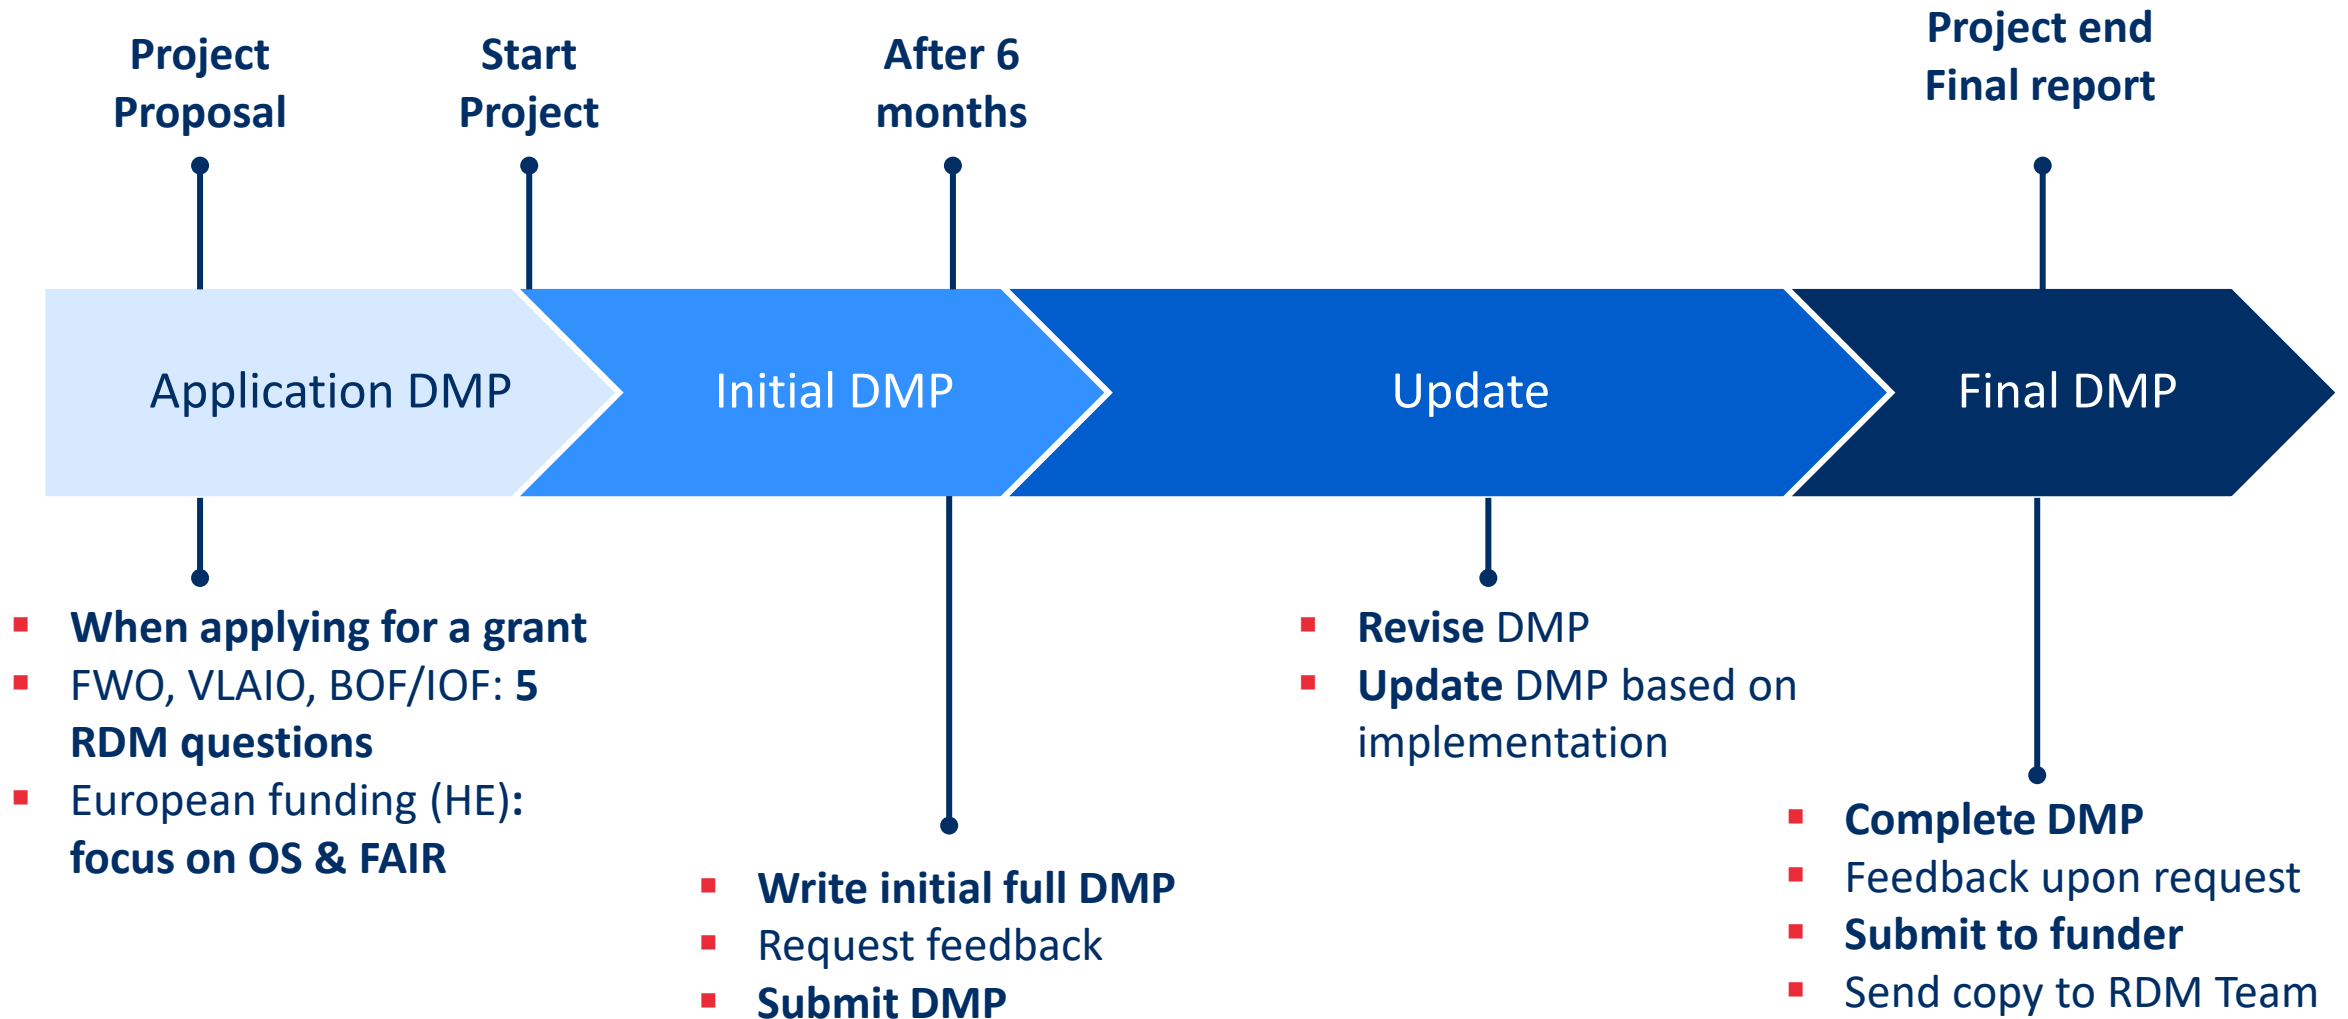 Project
Proposal
Start
Project
After 6
months
Project end
Final report
Application DMP
Initial DMP
Update
Final DMP
▪ When applying for a grant
▪ FWO, VLAIO, BOF/IOF: 5
RDM questions
▪ European funding (HE):
focus on OS & FAIR
▪ Write initial full DMP
▪ Request feedback
▪ Submit DMP
▪ Revise DMP
▪ Update DMP based on
implementation
▪ Complete DMP
▪ Feedback upon request
▪ Submit to funder
▪ Send copy to RDM Team